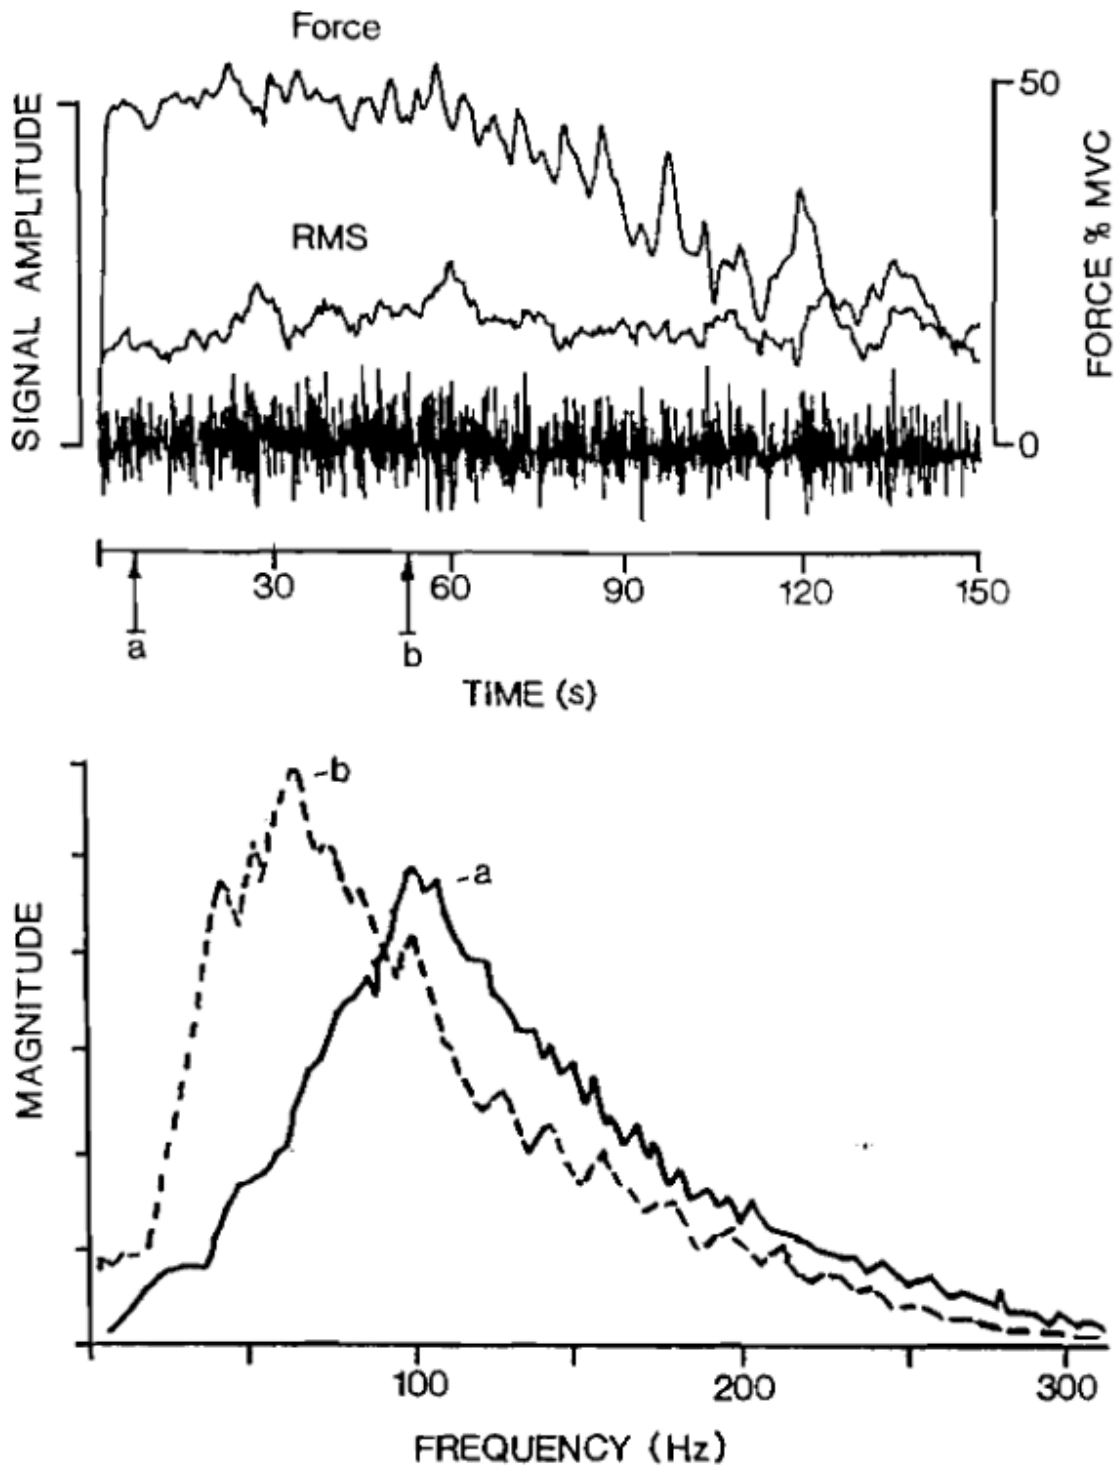 Force
50
SIGNAL AMPLITUDE
FORCE % MVC
RMS
0
30
60
90
120
150
a
b
TIME (s)
b
a
MAGNITUDE
100
200
300
FREQUENCY (Hz)